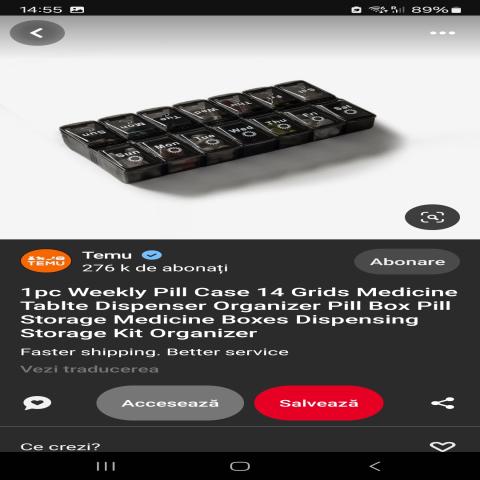 14:55
89%
Sun Mon Tue Wed Thu Fri Sat
Sun Mon Tue Wed Thu Fri Sat
TEMU
Temu
276 k de abonați
Abonare
1pc Weekly Pill Case 14 Grids Medicine
Tablte Dispenser Organizer Pill Box Pill
Storage Medicine Boxes Dispensing
Storage Kit Organizer
Faster shipping. Better service
Vezi traducerea
Accesează
Salvează
Ce crezi?